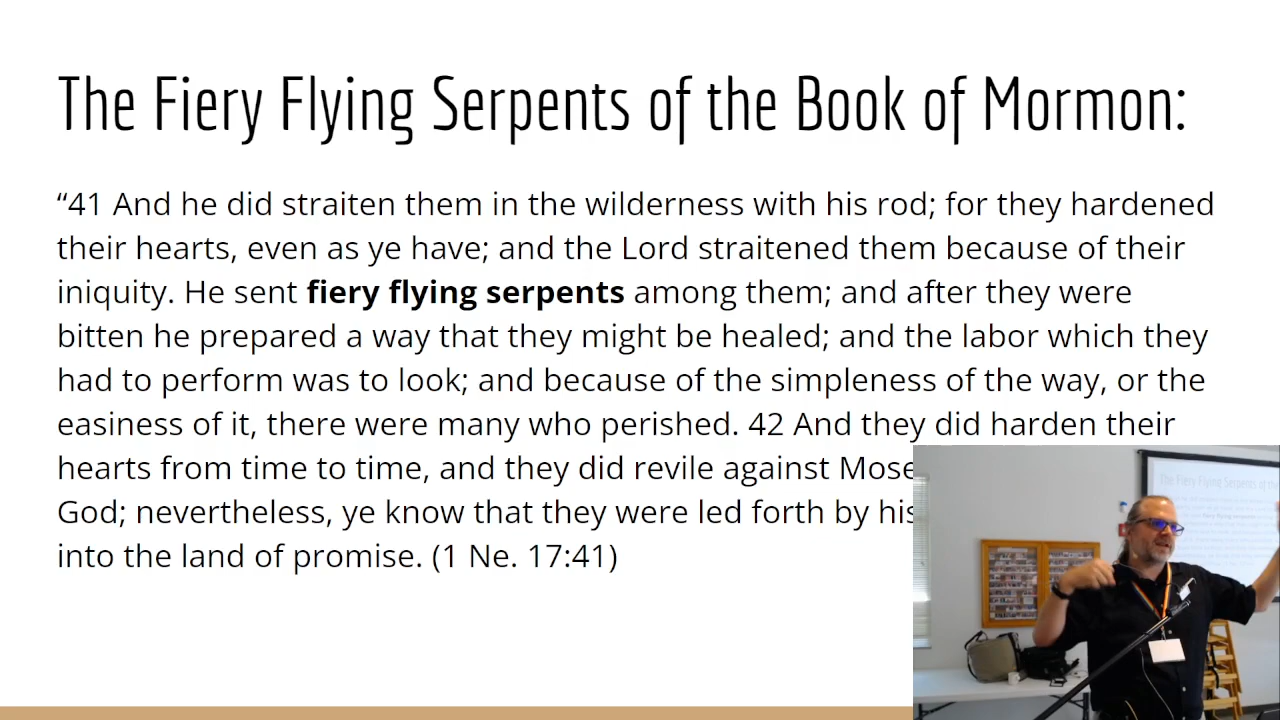 The Fiery Flying Serpents of the Book of Mormon:
“41 And he did straiten them in the wilderness with his rod; for they hardened
their hearts, even as ye have; and the Lord straitened them because of their
iniquity. He sent fiery flying serpents among them; and after they were
bitten he prepared a way that they might be healed; and the labor which they
had to perform was to look; and because of the simpleness of the way, or the
easiness of it, there were many who perished. 42 And they did harden their
hearts from time to time, and they did revile against
God; nevertheless, ye know that they were led forth by his
into the land of promise. (1 Ne. 17:41)
The Fiery Flying Serpents of the